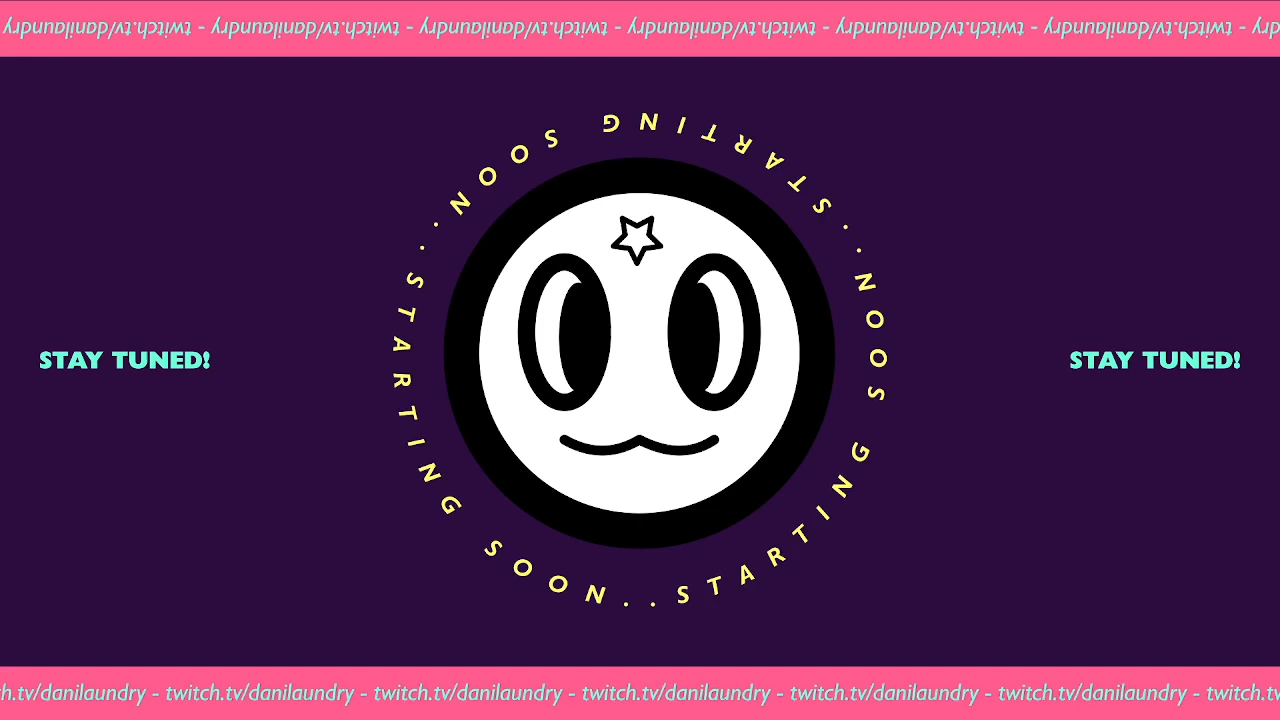 twitch.tv/danilaundry - twitch.tv/danilaundry - twitch.tv/danilaundry - twitch.tv/danilaundry - twitch.tv/danilaundry - twitch.tv/danilaundry
STARTING SOON..STARTING SOON..STARTING SOON..
STAY TUNED!
STAY TUNED!
twitch.tv/danilaundry - twitch.tv/danilaundry - twitch.tv/danilaundry - twitch.tv/danilaundry - twitch.tv/danilaundry - twitch.tv